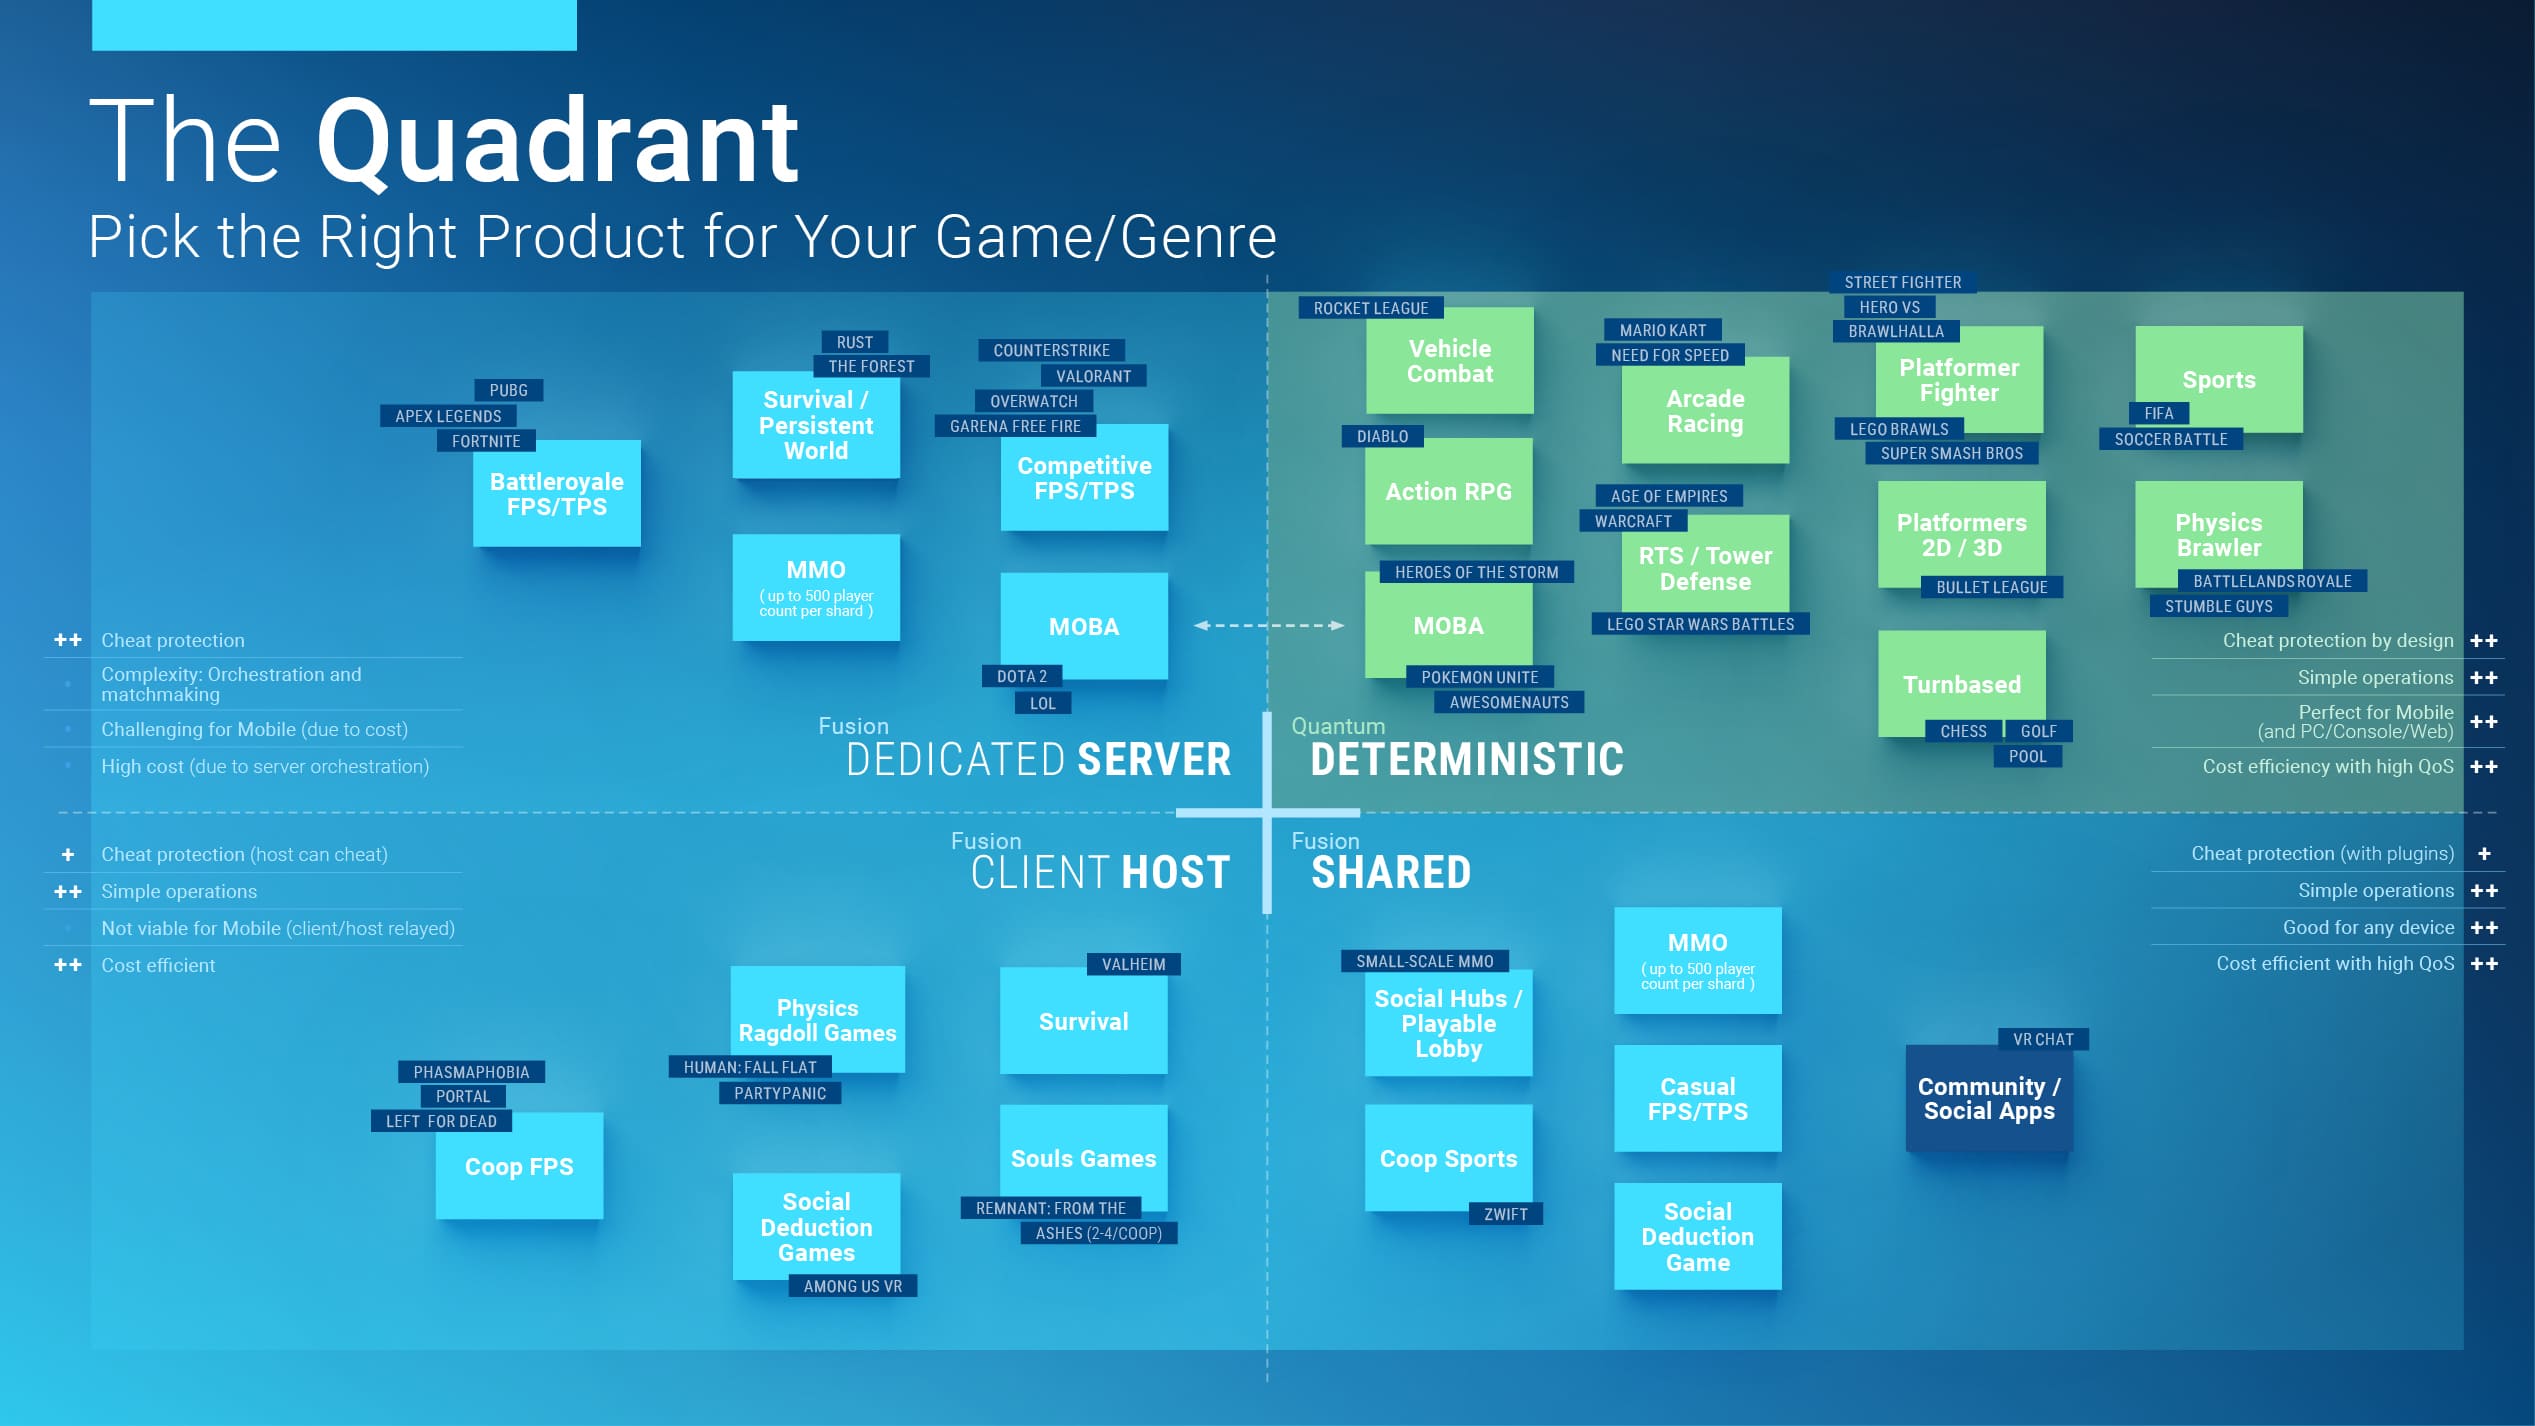 The Quadrant
Pick the Right Product for Your Game/Genre
PUBG
APEX LEGENDS
FORTNITE
Battleroyale
FPS/TPS
RUST
THE FOREST
Survival /
Persistent
World
MMO
( up to 500 player
count per shard )
COUNTERSTRIKE
VALORANT
OVERWATCH
GARENA FREE FIRE
Competitive
FPS/TPS
MOBA
DOTA 2
LOL
++ Cheat protection
Complexity: Orchestration and
matchmaking
Challenging for Mobile (due to cost)
High cost (due to server orchestration)
Fusion
DEDICATED SERVER
ROCKET LEAGUE
Vehicle
Combat
DIABLO
Action RPG
HEROES OF THE STORM
MOBA
POKEMON UNITE
AWESOMENAUTS
MARIO KART
NEED FOR SPEED
Arcade
Racing
AGE OF EMPIRES
WARCRAFT
RTS / Tower
Defense
LEGO STAR WARS BATTLES
STREET FIGHTER
HERO VS
BRAWLHALLA
Platformer
Fighter
LEGO BRAWLS
SUPER SMASH BROS
Platformers
2D / 3D
BULLET LEAGUE
Turnbased
CHESS
GOLF
POOL
Sports
FIFA
SOCCER BATTLE
Physics
Brawler
BATTLELANDS ROYALE
STUMBLE GUYS
Cheat protection by design ++
Simple operations ++
Perfect for Mobile
(and PC/Console/Web) ++
Cost efficiency with high QoS ++
Quantum
DETERMINISTIC
+ Cheat protection (host can cheat)
++ Simple operations
Not viable for Mobile (client/host relayed)
++ Cost efficient
Fusion
CLIENT HOST
PHASMAPHOBIA
PORTAL
LEFT FOR DEAD
Coop FPS
Physics
Ragdoll Games
HUMAN: FALL FLAT
PARTYPANIC
Social
Deduction
Games
AMONG US VR
VALHEIM
Survival
Souls Games
REMNANT: FROM THE
ASHES (2-4/COOP)
Fusion
SHARED
SMALL-SCALE MMO
Social Hubs /
Playable
Lobby
Coop Sports
ZWIFT
MMO
( up to 500 player
count per shard )
Casual
FPS/TPS
Social
Deduction
Game
VR CHAT
Community /
Social Apps
Cheat protection (with plugins) +
Simple operations ++
Good for any device ++
Cost efficient with high QoS ++